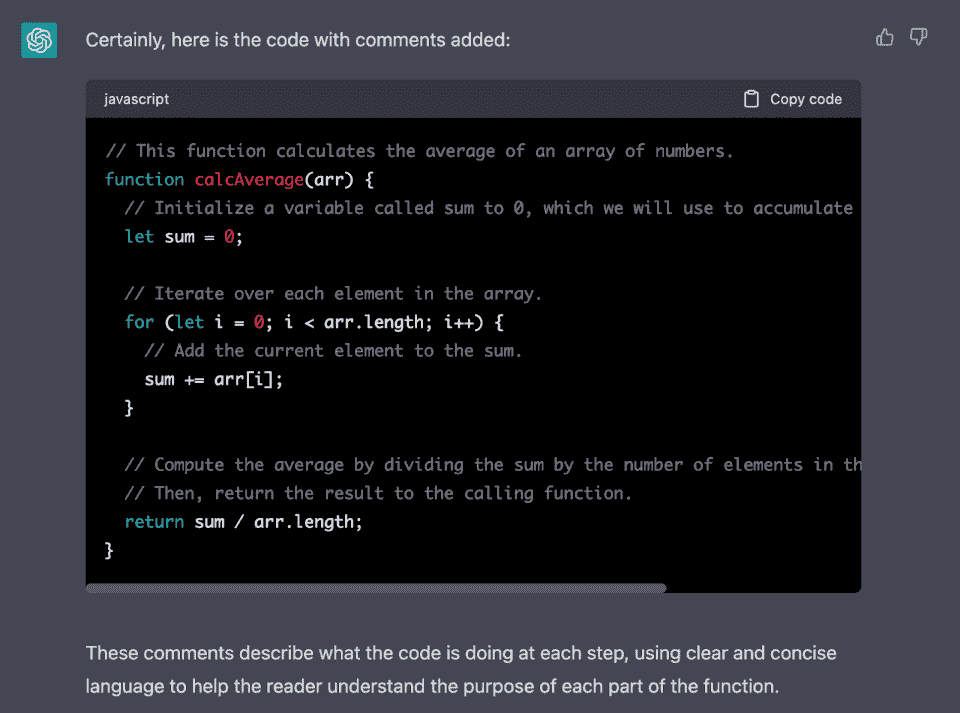 Certainly, here is the code with comments added:
javascript
Copy code
// This function calculates the average of an array of numbers.
function calcAverage(arr) {
// Initialize a variable called sum to 0, which we will use to accumulate
let sum = 0;
// Iterate over each element in the array.
for (let i = 0; i < arr.length; i++) {
// Add the current element to the sum.
sum += arr[i];
}
// Compute the average by dividing the sum by the number of elements in th
// Then, return the result to the calling function.
return sum / arr.length;
}
These comments describe what the code is doing at each step, using clear and concise
language to help the reader understand the purpose of each part of the function.